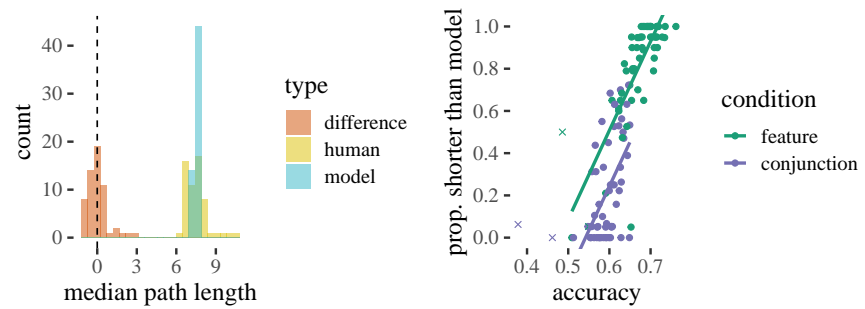 count
40
30
20
10
0
0
3
6
9
median path length
type
difference
human
model
prop. shorter than model
1.0
0.8
0.6
0.4
0.2
0.0
0.4
0.5
0.6
0.7
accuracy
condition
feature
conjunction